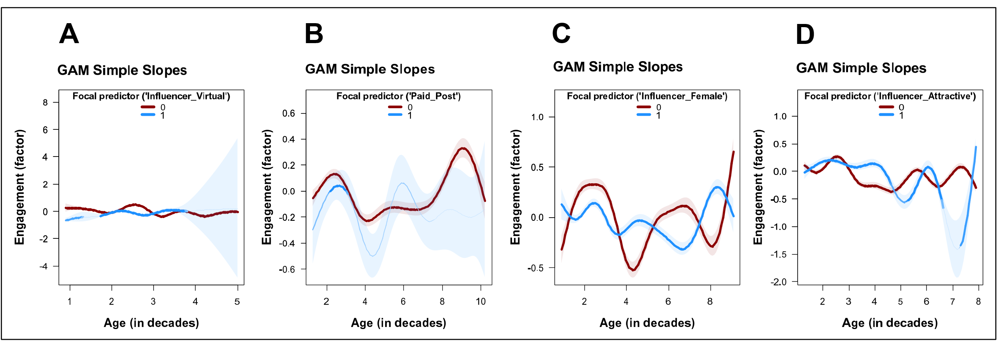 A
GAM Simple Slopes
Focal predictor ('Influencer_Virtual')
0
1
Engagement (factor)
8
6
4
2
0
-2
-4
1 2 3 4 5
Age (in decades)
B
GAM Simple Slopes
Focal predictor ('Paid_Post')
0
1
Engagement (factor)
0.6
0.4
0.2
0.0
-0.2
-0.4
-0.6
2 4 6 8 10
Age (in decades)
C
GAM Simple Slopes
Focal predictor ('Influencer_Female')
0
1
Engagement (factor)
1.0
0.5
0.0
-0.5
2 4 6 8
Age (in decades)
D
GAM Simple Slopes
Focal predictor ('Influencer_Attractive')
0
1
Engagement (factor)
1.0
0.5
0.0
-0.5
-1.0
-1.5
-2.0
2 3 4 5 6 7 8
Age (in decades)